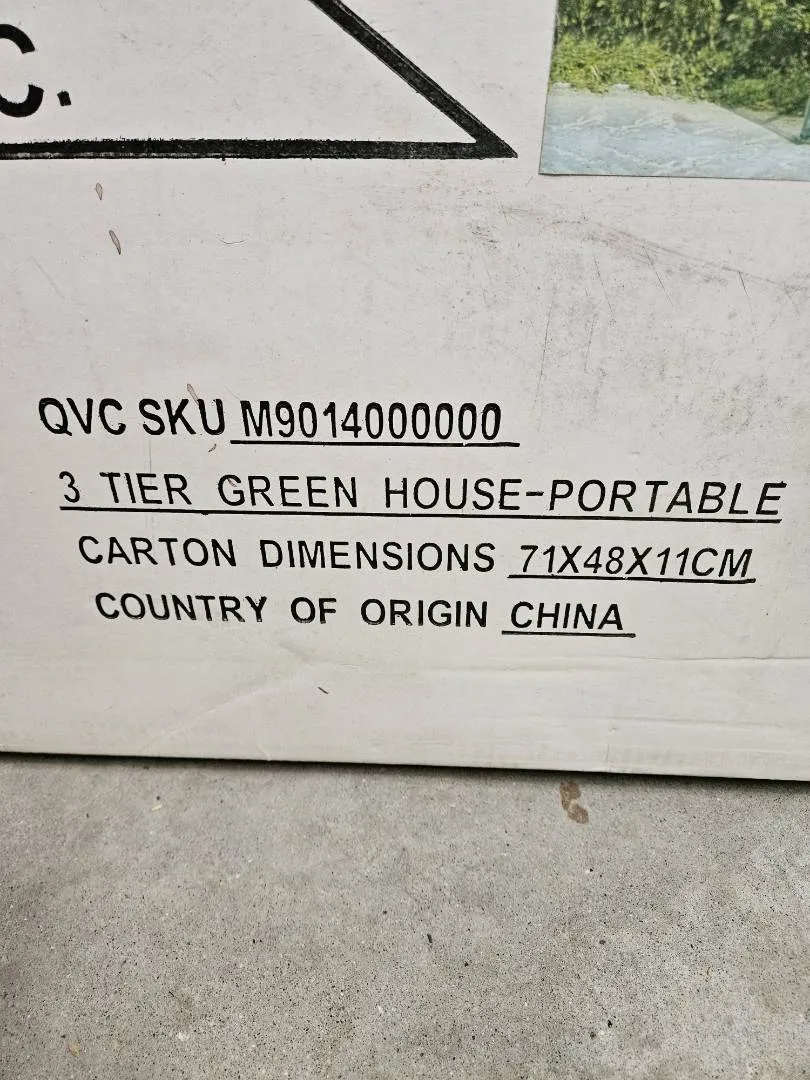 C.
QVC SKU M9014000000
3 TIER GREEN HOUSE-PORTABLE
CARTON DIMENSIONS 71X48X11CM
COUNTRY OF ORIGIN CHINA